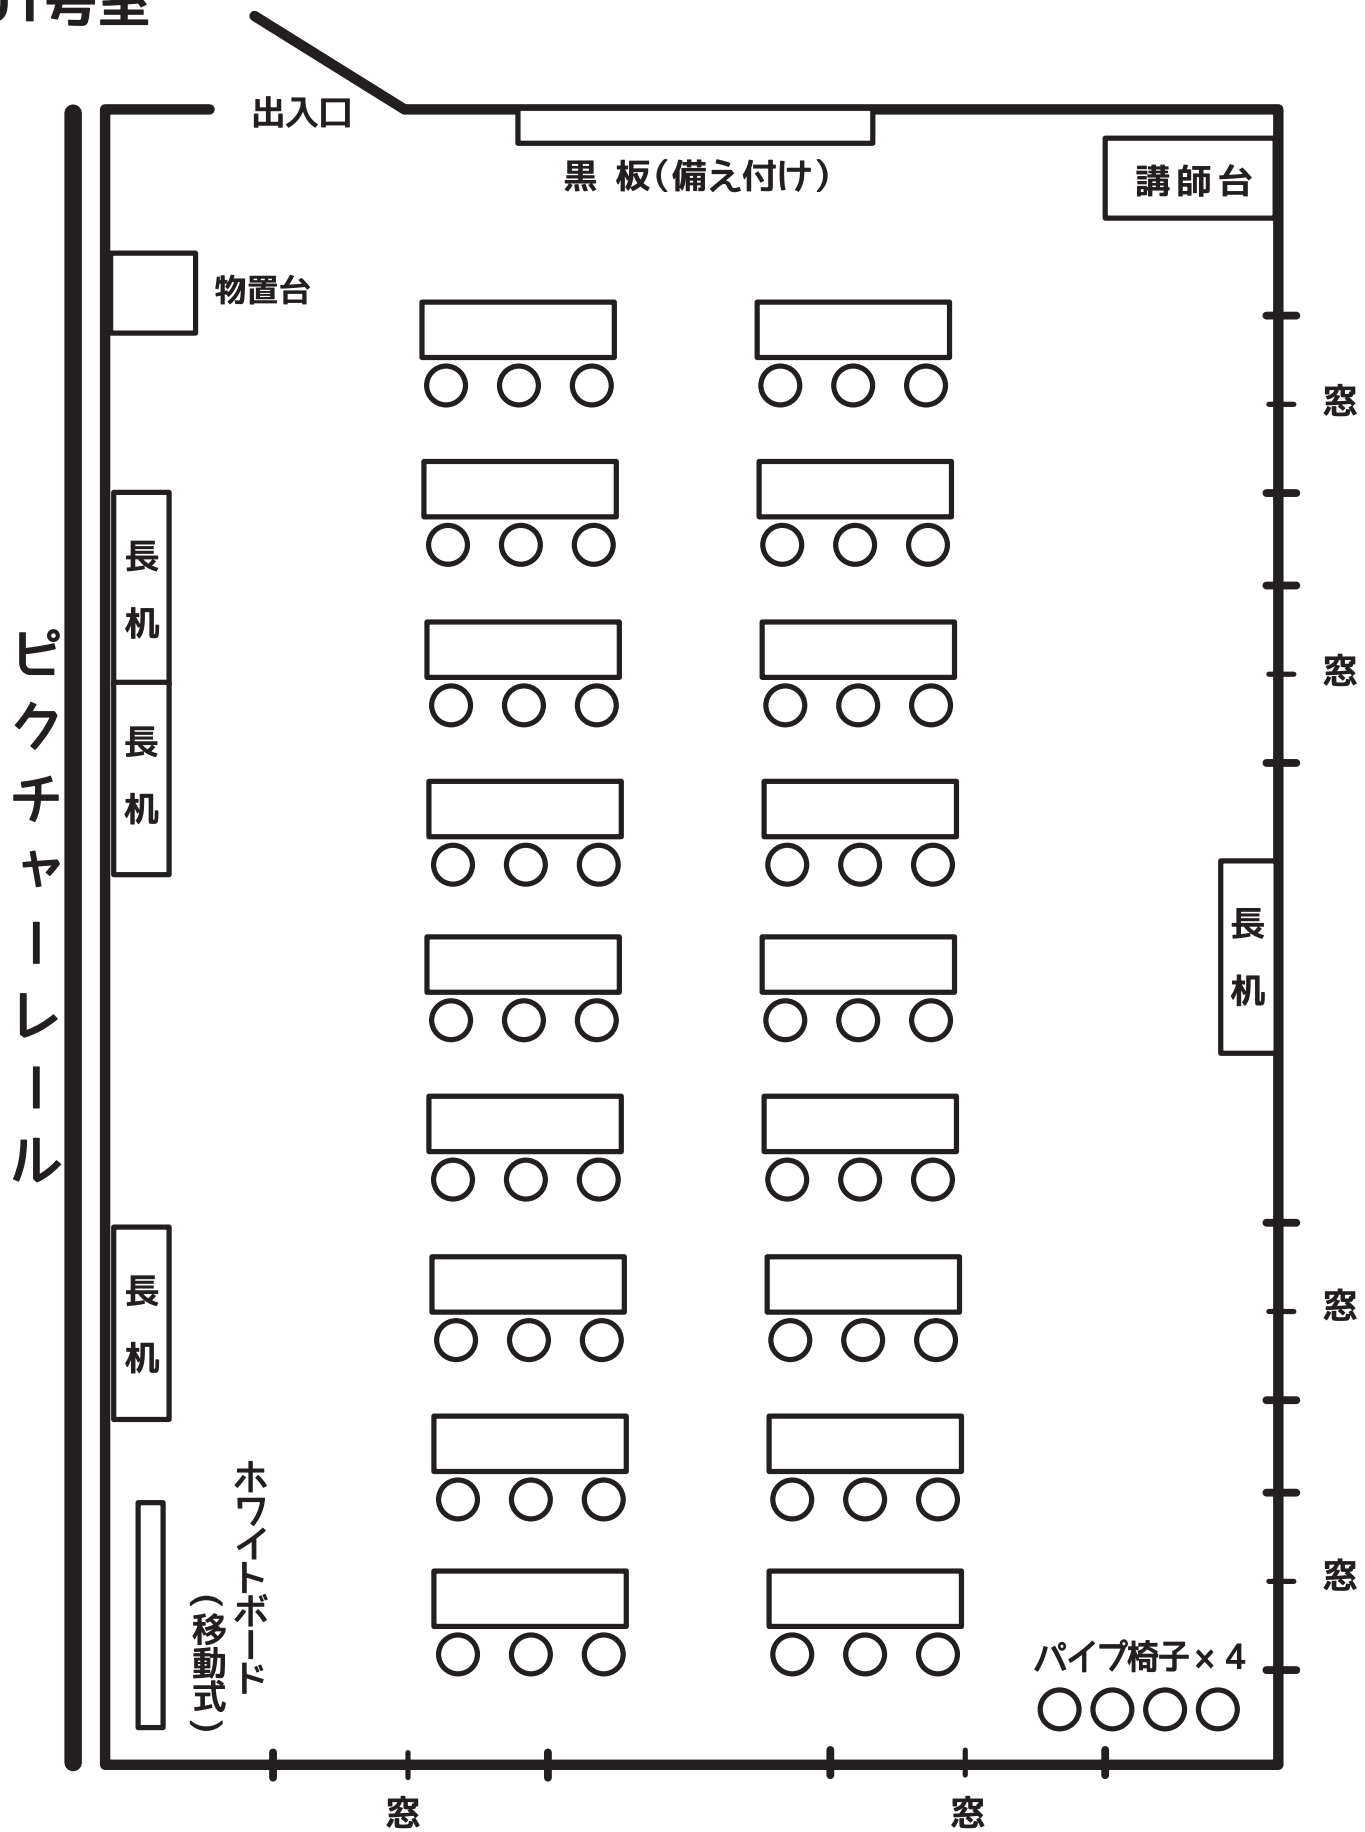 号室
出入口
黒 板(備え付け)
講師台
物置台
窓
長机
ピクチャーレール
窓
長机
長机
長机
窓
ホワイトボード
(移動式)
窓
パイプ椅子× 4
窓
窓